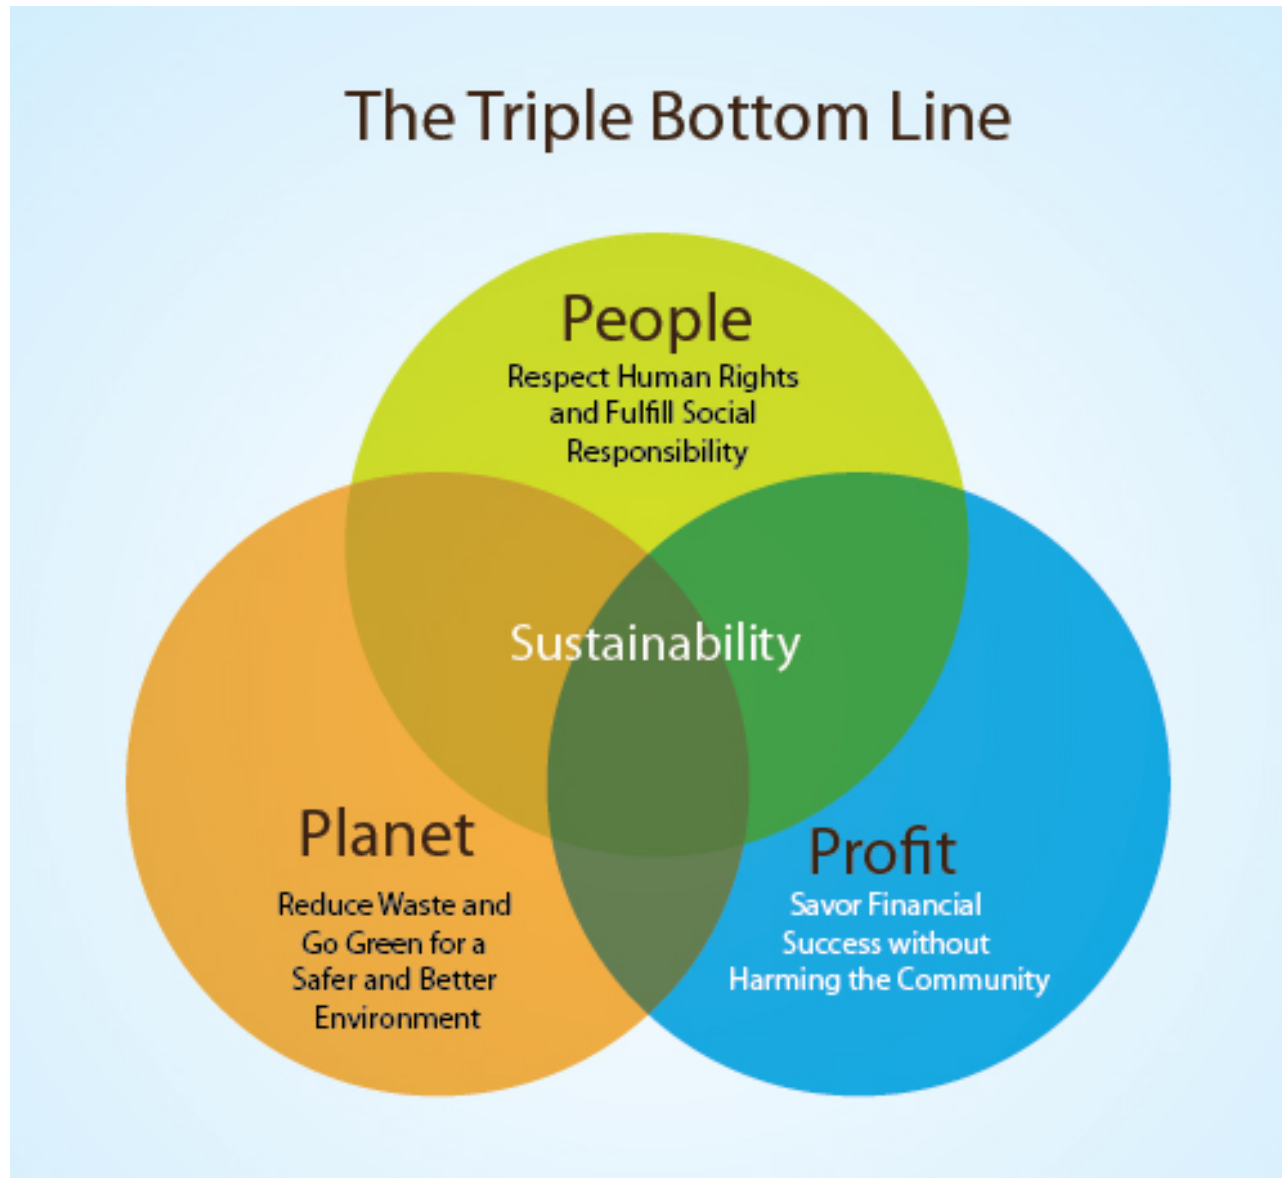 The Triple Bottom Line
People
Respect Human Rights
and Fulfill Social
Responsibility
Sustainability
Planet
Reduce Waste and
Go Green for a
Safer and Better
Environment
Profit
Savor Financial
Success without
Harming the Community